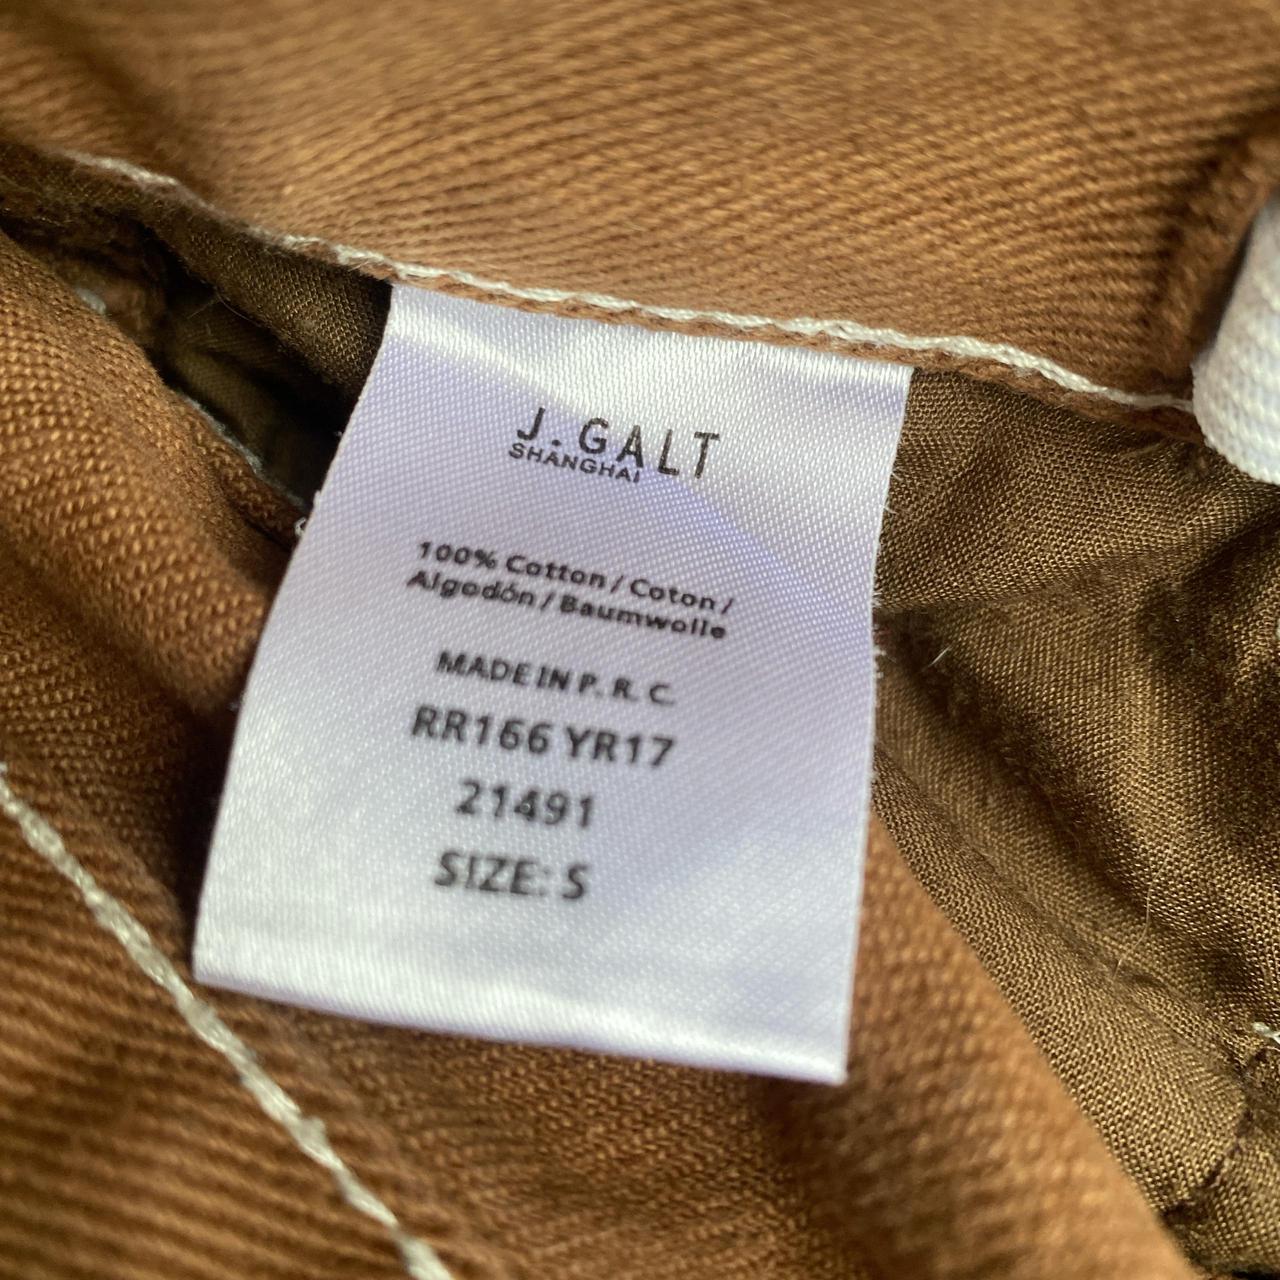 J.GALT
SHANGHAI
100% Cotton / Coton /
Algodón / Baumwolle
MADE IN P. R. C.
RR166 YR17
21491
SIZE: S